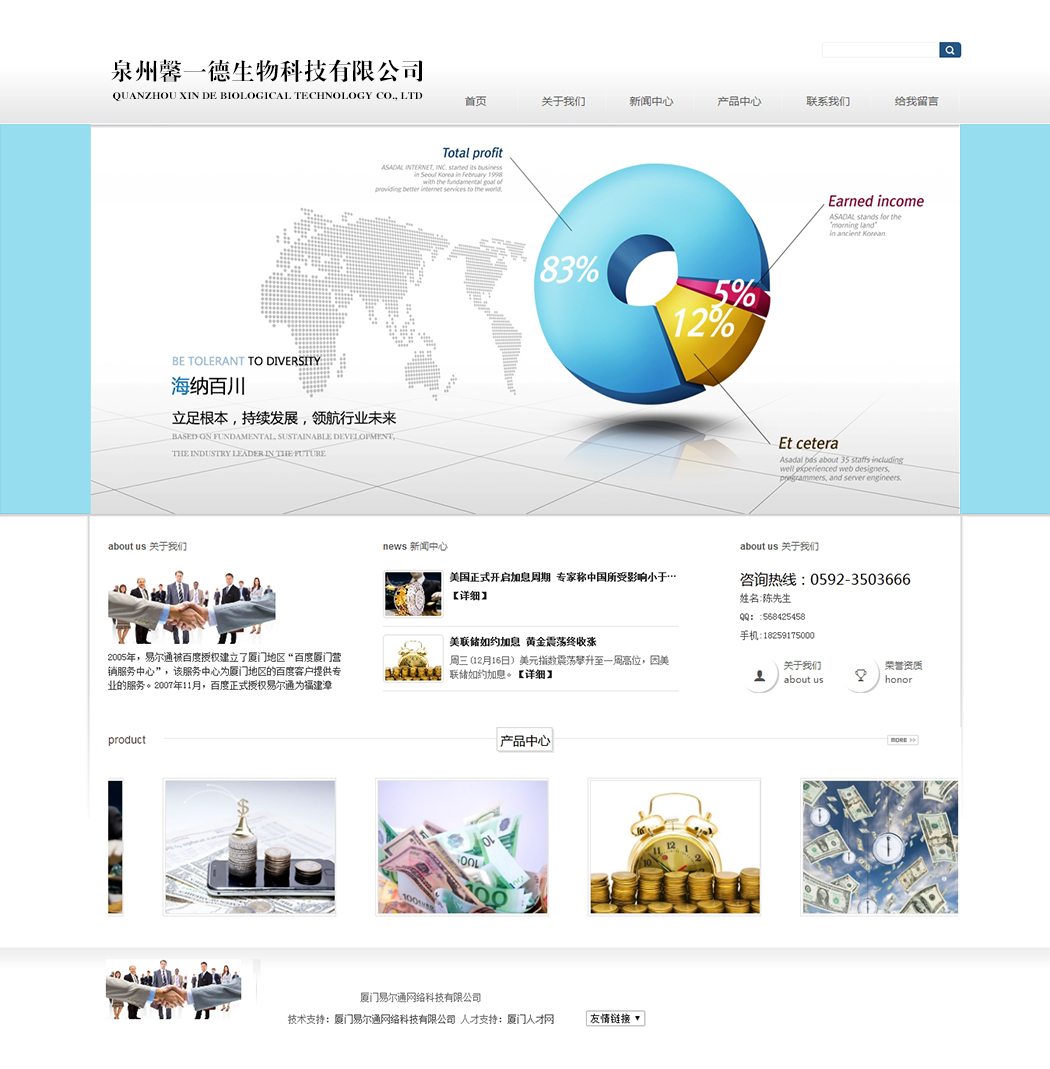 泉州馨一德生物科技有限公司
QUANZHOU XIN DE BIOLOGICAL TECHNOLOGY CO., LTD
首页
关于我们
新闻中心
产品中心
联系我们
给我留言
Total profit
ASADAL INTERNET, INC. started its business
in Seoul Korea in February 1998
with the fundamental goal of
providing better internet services to the world.
Earned income
ASADAL stands for the
"morning land"
in ancient Korean.
83%
5%
12%
BE TOLERANT TO DIVERSITY
海纳百川
立足根本，持续发展，领航行业未来
BASED ON FUNDAMENTAL, SUSTAINABLE DEVELOPMENT,
THE INDUSTRY LEADER IN THE FUTURE
Et cetera
Asadal has about 35 staffs including
well experienced web designers,
programmers, and server engineers.
about us 关于我们
2005年，易尔通被百度授权建立了厦门地区“百度厦门营
销服务中心”，该服务中心为厦门地区的百度客户提供专
业的服务。2007年11月，百度正式授权易尔通为福建漳
news 新闻中心
美国正式开启加息周期 专家称中国所受影响小于…
【详细】
美联储如约加息 黄金震荡终收涨
周三(12月16日）美元指数震荡攀升至一周高位，因美
联储如约加息。【详细】
about us 关于我们
咨询热线：0592-3503666
姓名:陈先生
QQ: :568425458
手机:18259175000
关于我们
about us
荣誉资质
honor
product
产品中心
MORE >>
厦门易尔通网络科技有限公司
技术支持：厦门易尔通网络科技有限公司 人才支持：厦门人才网
友情链接 ▼